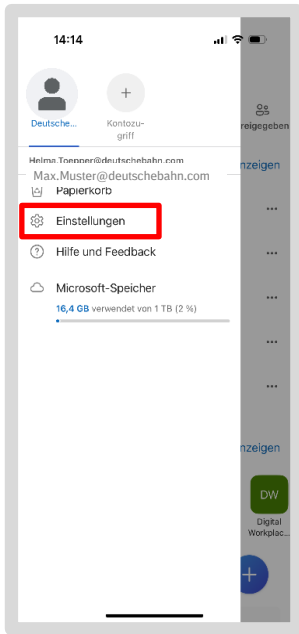 14:14
Deutsche...
Kontozu-
griff
reigegeben
Helma.Toepper@deutschebahn.com
nzeigen
Max.Muster@deutschebahn.com
Papierkorb
Einstellungen
Hilfe und Feedback
Microsoft-Speicher
16,4 GB verwendet von 1 TB (2 %)
nzeigen
DW
Digital
Workplac...